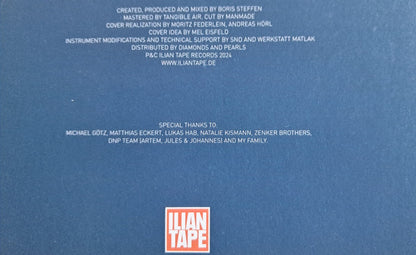 CREATED, PRODUCED AND MIXED BY BORIS STEFFEN
MASTERED BY TANGIBLE AIR, CUT BY MANMADE
COVER REALIZATION BY MORITZ FEDERLEIN, ANDREAS HÖRL
COVER IDEA BY MEL EISFELD
INSTRUMENT MODIFICATIONS AND TECHNICAL SUPPORT BY SND AND WERKSTATT MATLAK
DISTRIBUTED BY DIAMONDS AND PEARLS
P&C ILIAN TAPE RECORDS 2024
WWW.ILIANTAPE.DE
SPECIAL THANKS TO:
MICHAEL GÖTZ, MATTHIAS ECKERT, LUKAS HAB, NATALIE KISMANN, ZENKER BROTHERS,
DNP TEAM (ARTEM, JULES & JOHANNES) AND MY FAMILY.
ILIAN
TAPE